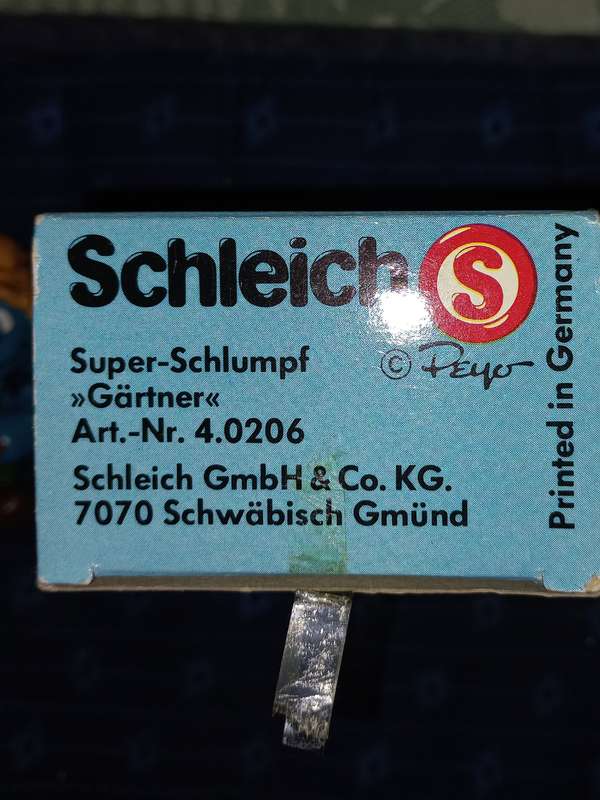 Schleich S
Super-Schlumpf
© Peyo
»Gärtner«
Art.-Nr. 4.0206
Schleich GmbH & Co. KG.
7070 Schwäbisch Gmünd
Printed in Germany